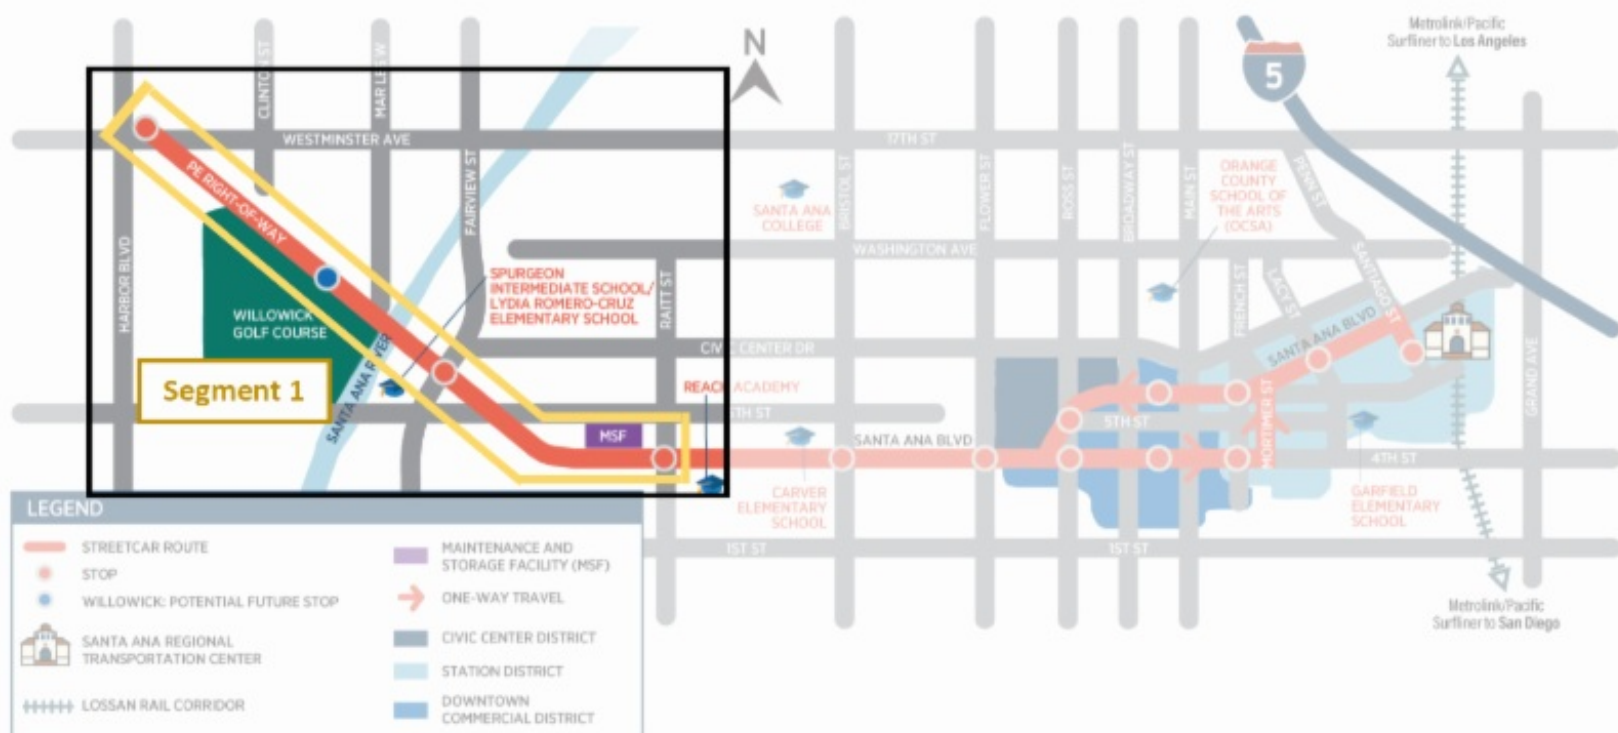 Metrolink/Pacific
Surfliner to Los Angeles
N
5
CLINTON ST
WESTMINSTER AVE
17TH ST
PE RIGHT-OF-WAY
FAIRVIEW ST
BRISTOL ST
FLOWER ST
ROSS ST
BROADWAY ST
MAIN ST
PENN ST
ORANGE
COUNTY
SCHOOL OF
THE ARTS
(OCSA)
SANTA ANA
COLLEGE
WASHINGTON AVE
HARBOR BLVD
SPURGEON
INTERMEDIATE SCHOOL/
LYDIA ROMERO-CRUZ
ELEMENTARY SCHOOL
RAITT ST
FRENCH ST
LACY ST
SANTIAGO ST
WILLOWICK
GOLF COURSE
SANTA ANA RIVER
CIVIC CENTER DR
SANTA ANA BLVD
GRAND AVE
Segment 1
REACH ACADEMY
5TH ST
5TH ST
MORTIMER ST
MSF
SANTA ANA BLVD
4TH ST
CARVER
ELEMENTARY
SCHOOL
GARFIELD
ELEMENTARY
SCHOOL
1ST ST
1ST ST
Metrolink/Pacific
Surfliner to San Diego
LEGEND
STREETCAR ROUTE
STOP
WILLOWICK: POTENTIAL FUTURE STOP
SANTA ANA REGIONAL
TRANSPORTATION CENTER
LOSSAN RAIL CORRIDOR
MAINTENANCE AND
STORAGE FACILITY (MSF)
ONE-WAY TRAVEL
CIVIC CENTER DISTRICT
STATION DISTRICT
DOWNTOWN
COMMERCIAL DISTRICT